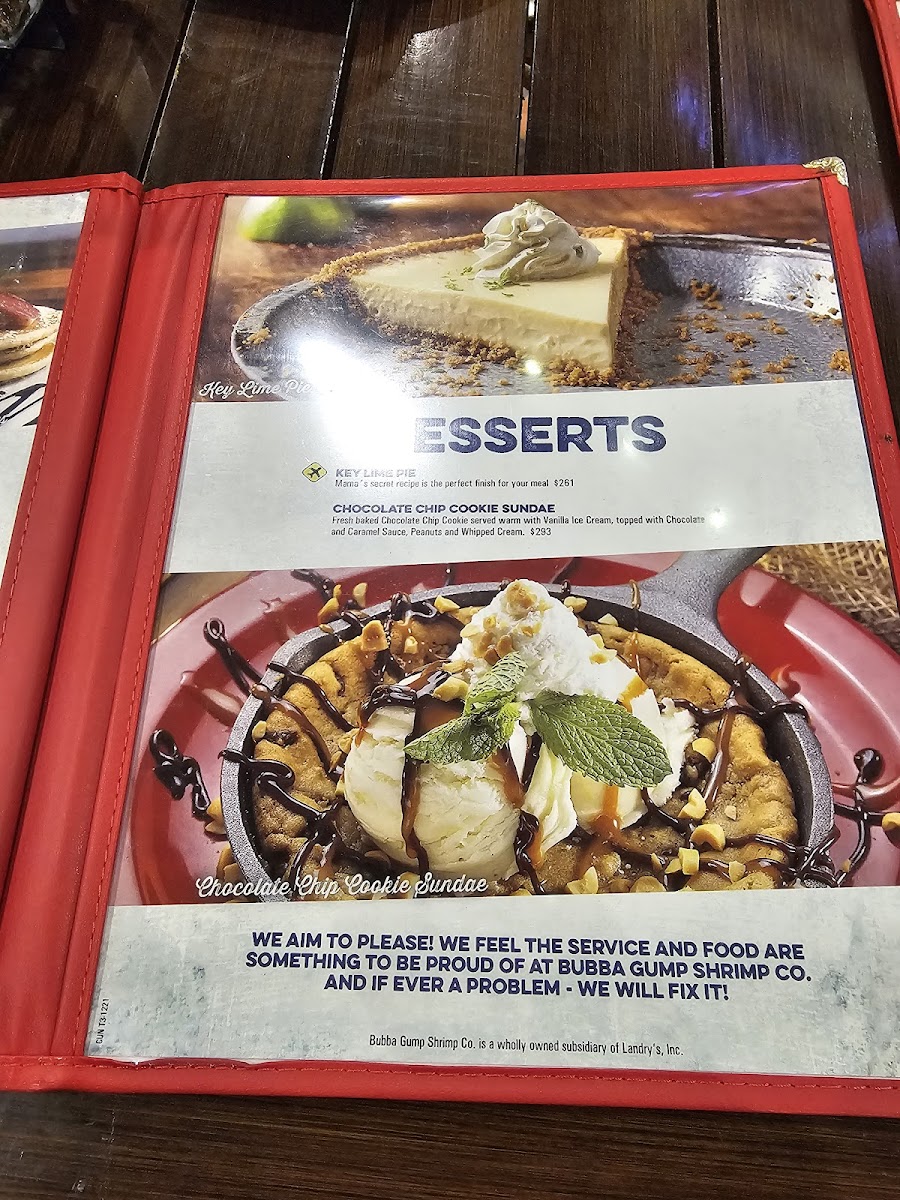 Key Lime Pie
ESSERTS
KEY LIME PIE
Mama´s secret recipe is the perfect finish for your meal $261
CHOCOLATE CHIP COOKIE SUNDAE
Fresh baked Chocolate Chip Cookie served warm with Vanilla Ice Cream, topped with Chocolate
and Caramel Sauce, Peanuts and Whipped Cream. $293
Chocolate Chip Cookie Sundae
WE AIM TO PLEASE! WE FEEL THE SERVICE AND FOOD ARE
SOMETHING TO BE PROUD OF AT BUBBA GUMP SHRIMP CO.
AND IF EVER A PROBLEM - WE WILL FIX IT!
CUN T3-1221
Bubba Gump Shrimp Co. is a wholly owned subsidiary of Landry's, Inc.